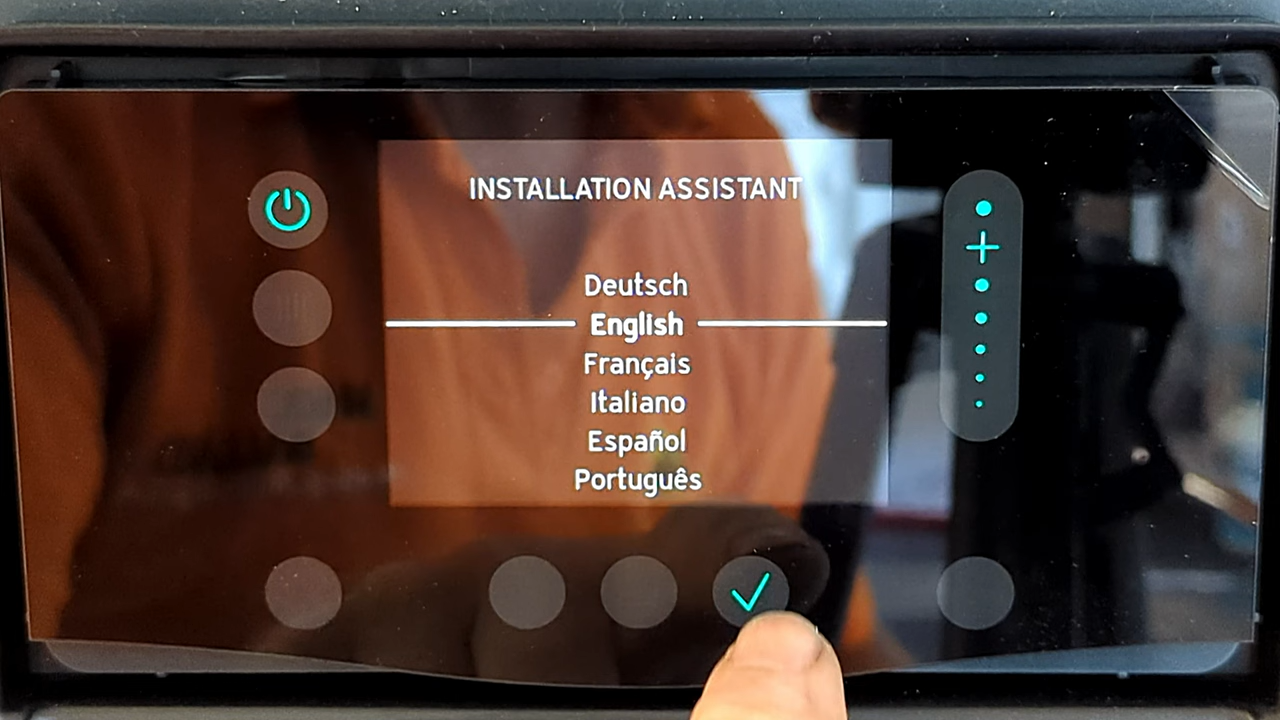 INSTALLATION ASSISTANT
Deutsch
English
Français
Italiano
Español
Português